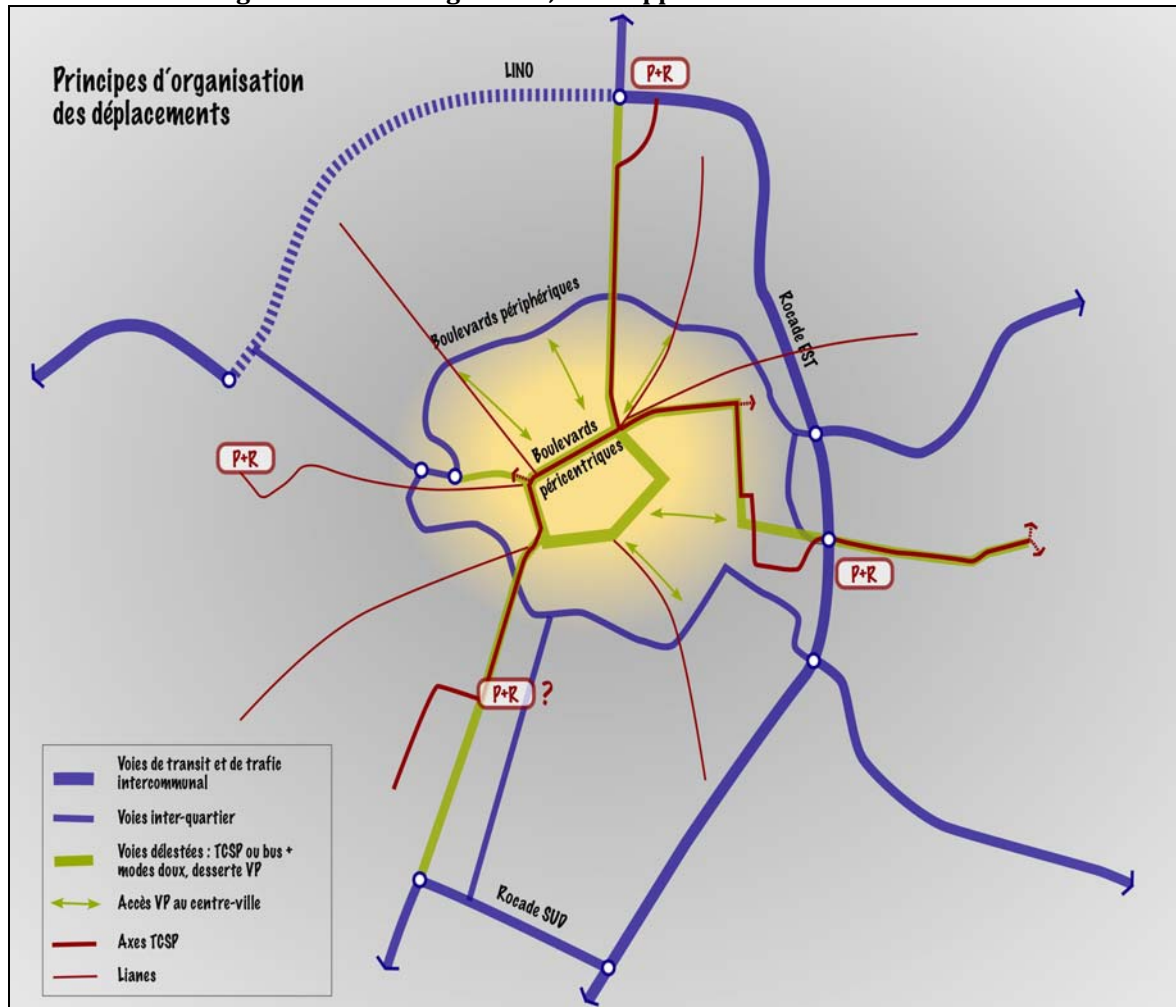 Principes d'organisation
des déplacements
LINO
P+R
Boulevards périphériques
Rocade EST
Boulevards
péricentriques
P+R
P+R
P+R ?
Rocade SUD
Voies de transit et de trafic
intercommunal
Voies inter-quartier
Voies délestées : TCSP ou bus +
modes doux, desserte VP
Accès VP au centre-ville
Axes TCSP
Lianes